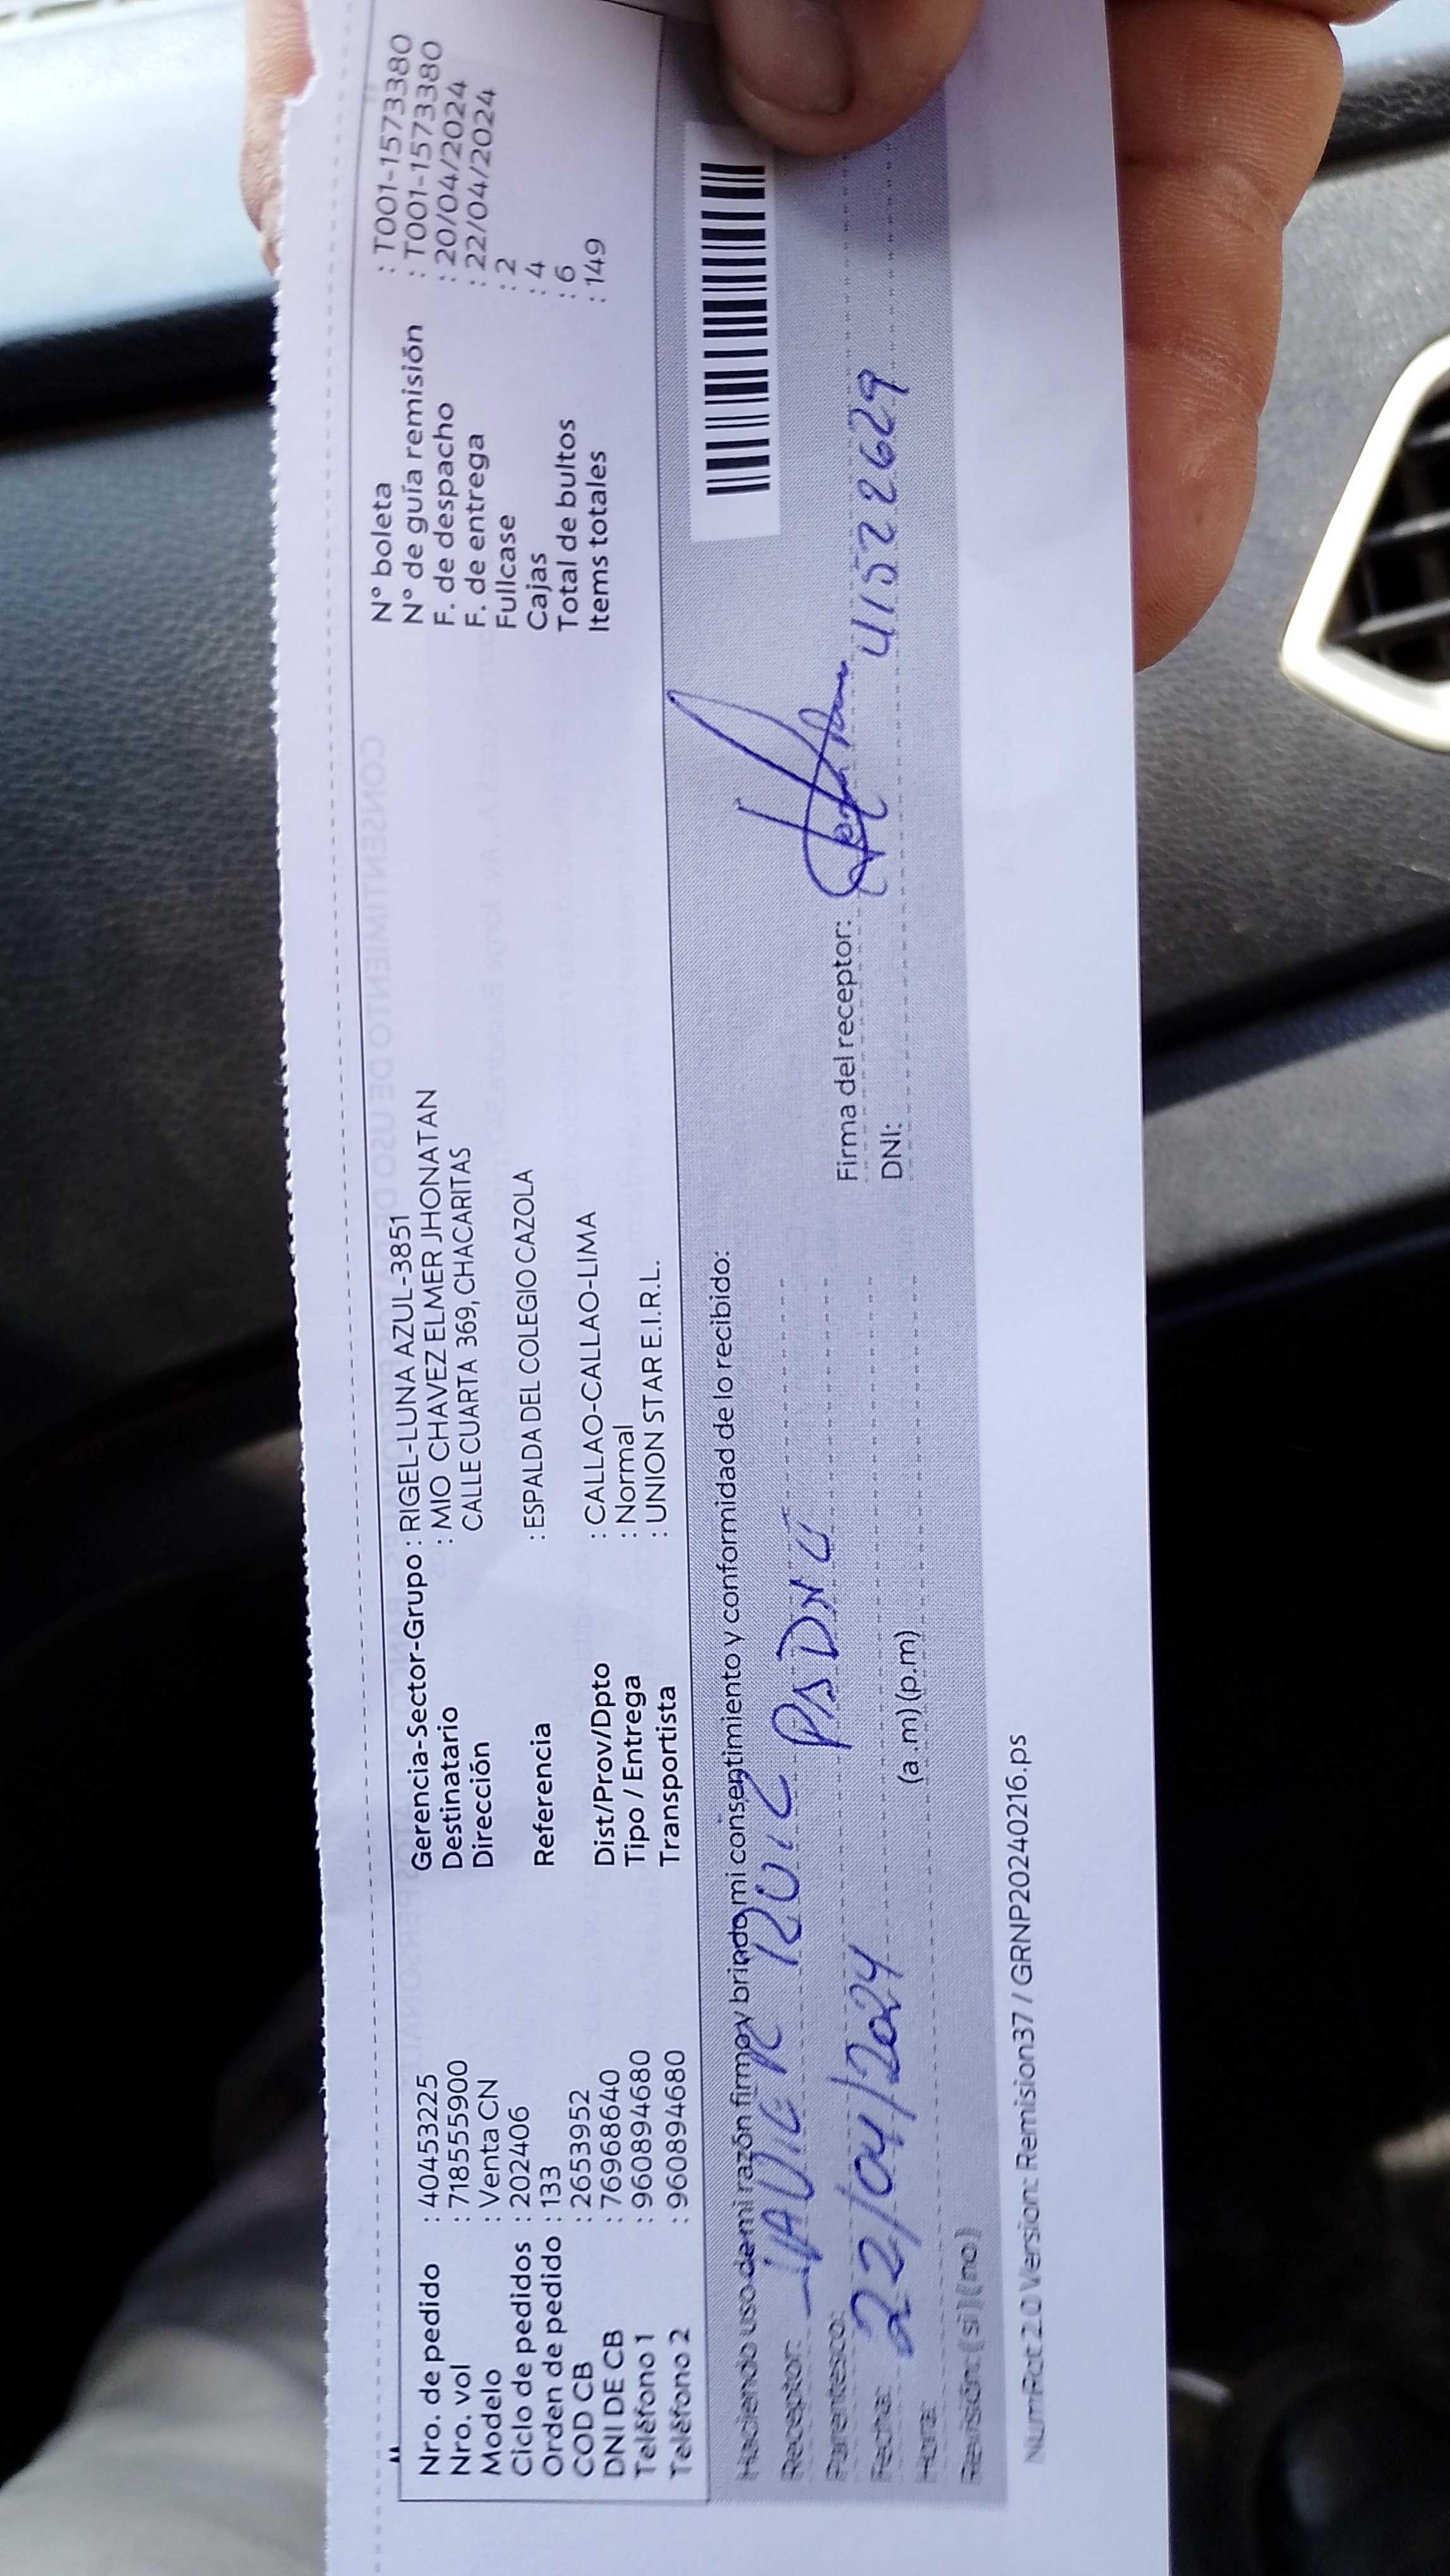 Nro. de pedido : 40453225
Nro. vol : 718555900
Modelo : Venta CN
Ciclo de pedidos : 202406
Orden de pedido : 133
COD CB : 2653952
DNI DE CB : 76968640
Teléfono 1 : 960894680
Teléfono 2 : 960894680
Gerencia-Sector-Grupo : RIGEL-LUNA AZUL-3851
Destinatario : MIO CHAVEZ ELMER JHONATAN
Dirección CALLE CUARTA 369, CHACARITAS
Referencia : ESPALDA DEL COLEGIO CAZOLA
Dist/Prov/Dpto : CALLAO-CALLAO-LIMA
Tipo / Entrega : Normal
Transportista : UNION STAR E.I.R.L.
N° boleta : T001-1573380
N° de guía remisión : T001-1573380
F. de despacho : 20/04/2024
F. de entrega : 22/04/2024
Fullcase : 2
Cajas : 4
Total de bultos : 6
Items totales : 149
Haciendo uso de mi razón firmo y brindo mi consentimiento y conformidad de lo recibido:
Receptor:
Parentesco:
Fecha: 22/04/2024
Hora: (a .m)(p.m)
Revisión: (si) (no)
Firma del receptor:
DNI: 41522629
NumRot 2.0 Version: Remision37 / GRNP20240216.ps